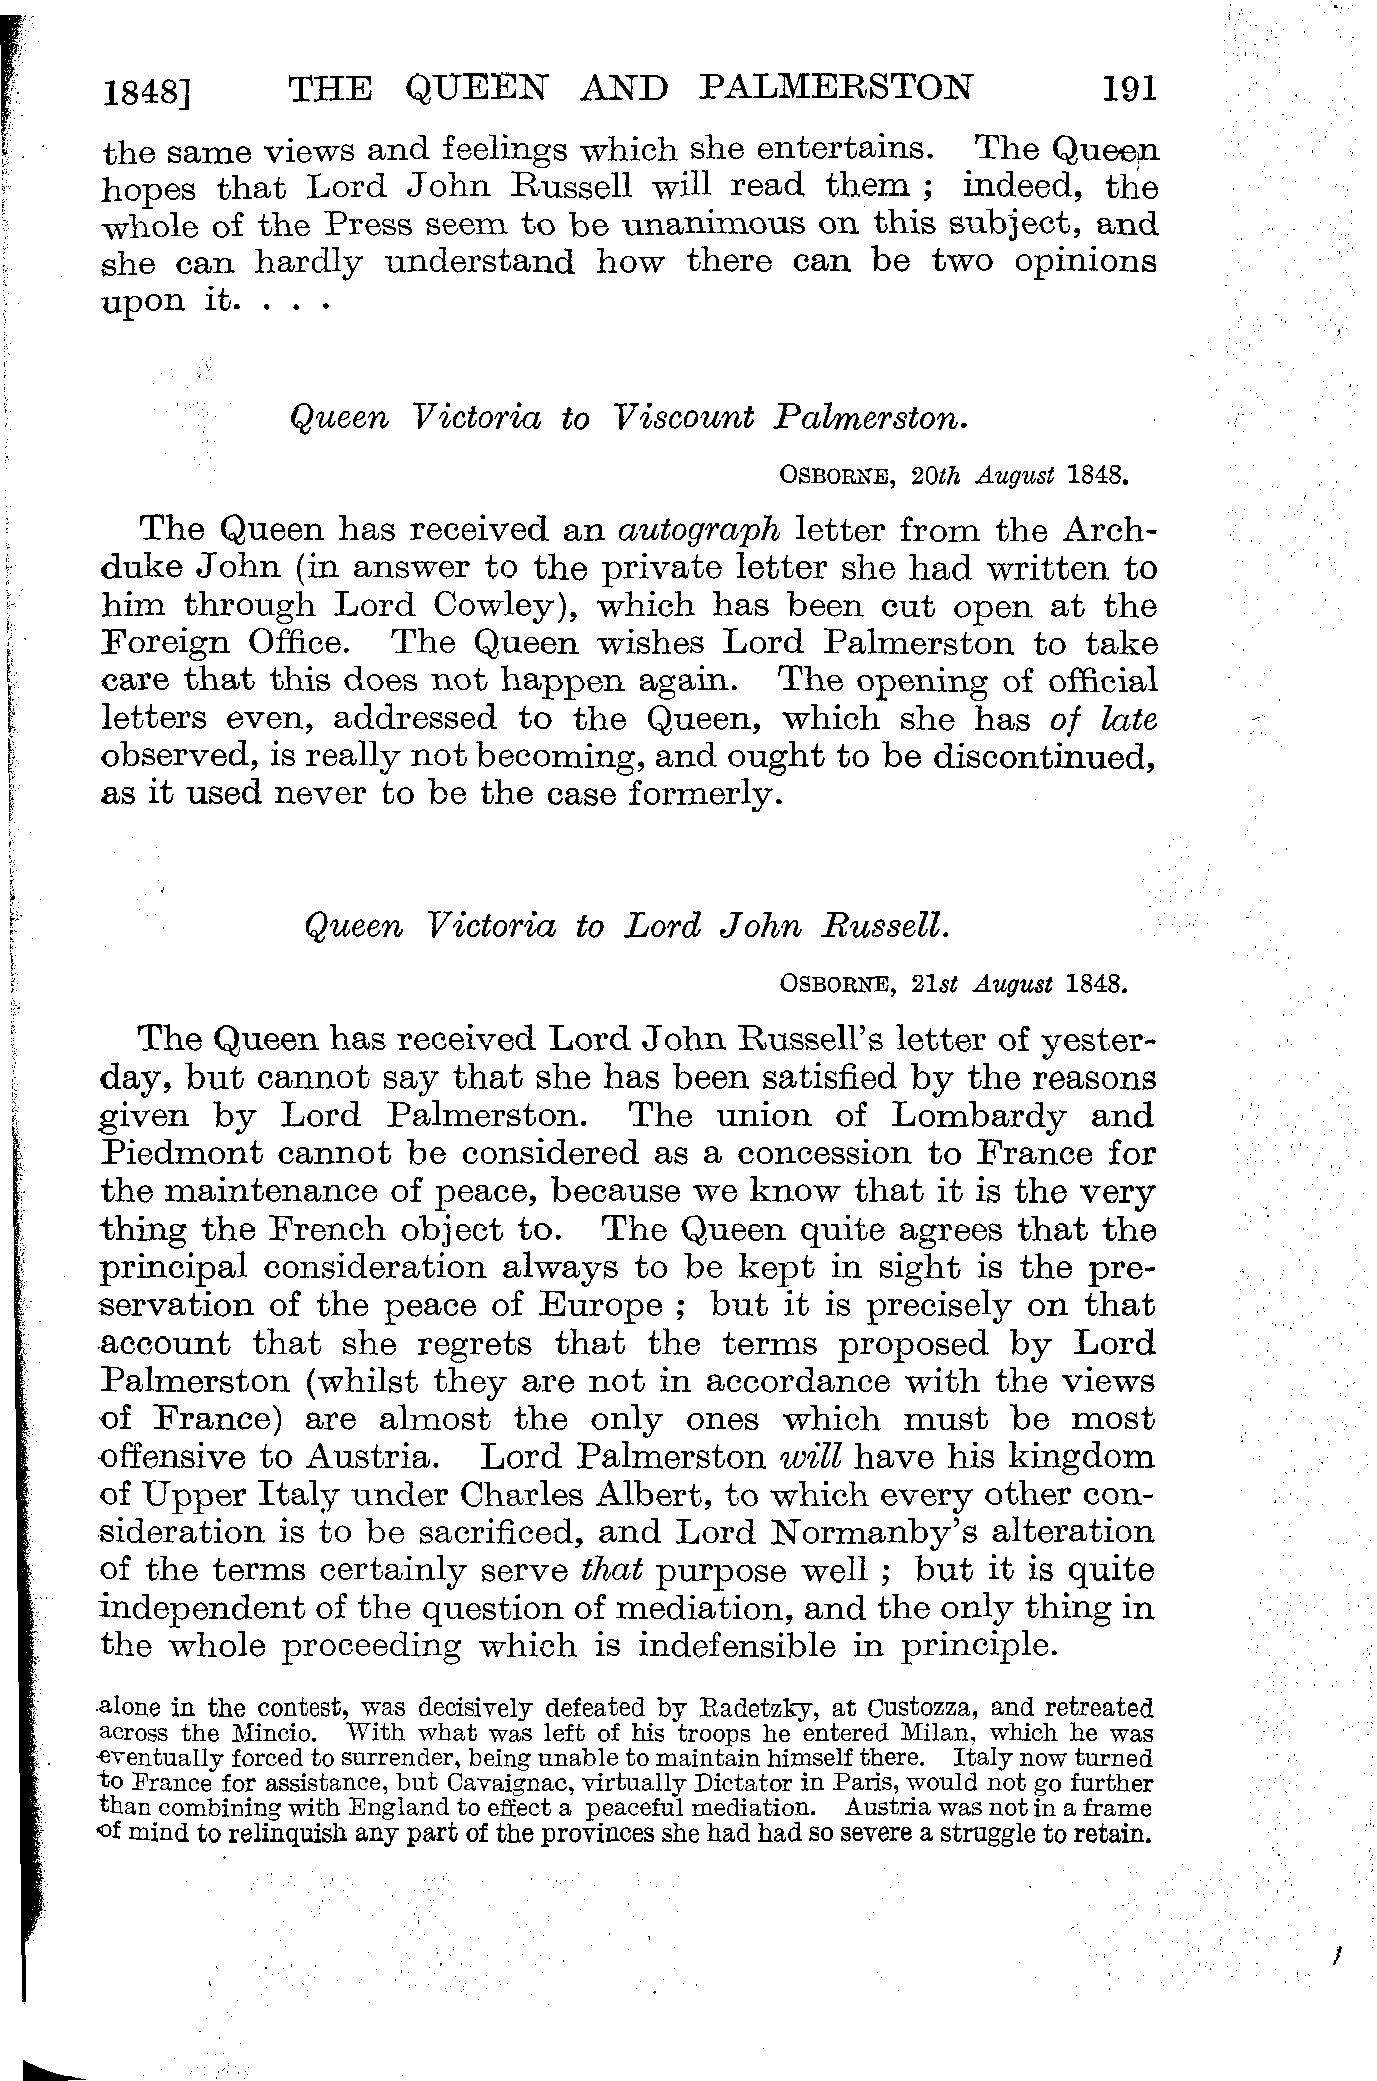 1848] THE QUEEN AND PALMERSTON 191
the same views and feelings which she entertains. The Queen
hopes that Lord John Russell will read them ; indeed, the
whole of the Press seem to be unanimous on this subject, and
she can hardly understand how there can be two opinions
upon it. . . .
Queen Victoria to Viscount Palmerston.
OSBORNE, 20th August 1848.
The Queen has received an autograph letter from the Arch-
duke John (in answer to the private letter she had written to
him through Lord Cowley), which has been cut open at the
Foreign Office. The Queen wishes Lord Palmerston to take
care that this does not happen again. The opening of official
letters even, addressed to the Queen, which she has of late
observed, is really not becoming, and ought to be discontinued,
as it used never to be the case formerly.
Queen Victoria to Lord John Russell.
OSBORNE, 21st August 1848.
The Queen has received Lord John Russell's letter of yester-
day, but cannot say that she has been satisfied by the reasons
given by Lord Palmerston. The union of Lombardy and
Piedmont cannot be considered as a concession to France for
the maintenance of peace, because we know that it is the very
thing the French object to. The Queen quite agrees that the
principal consideration always to be kept in sight is the pre-
servation of the peace of Europe ; but it is precisely on that
account that she regrets that the terms proposed by Lord
Palmerston (whilst they are not in accordance with the views
of France) are almost the only ones which must be most
offensive to Austria. Lord Palmerston will have his kingdom
of Upper Italy under Charles Albert, to which every other con-
sideration is to be sacrificed, and Lord Normanby's alteration
of the terms certainly serve that purpose well ; but it is quite
independent of the question of mediation, and the only thing in
the whole proceeding which is indefensible in principle.
alone in the contest, was decisively defeated by Radetzky, at Custozza, and retreated
across the Mincio. With what was left of his troops he entered Milan, which he was
eventually forced to surrender, being unable to maintain himself there. Italy now turned
to France for assistance, but Cavaignac, virtually Dictator in Paris, would not go further
than combining with England to effect a peaceful mediation. Austria was not in a frame
of mind to relinquish any part of the provinces she had had so severe a struggle to retain.